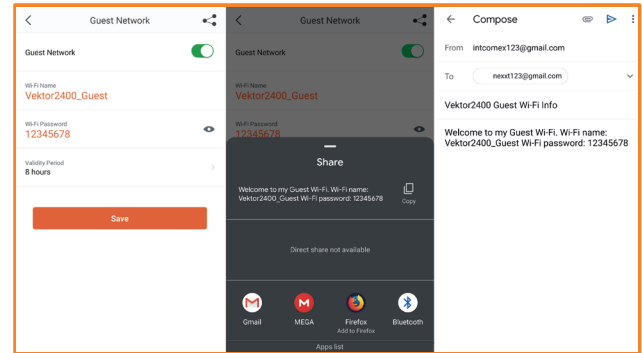 Guest Network
Guest Network
Wi-Fi Name
Vektor2400_Guest
Wi-Fi Password
12345678
Validity Period
8 hours
Save
Guest Network
Guest Network
Wi-Fi Name
Vektor2400_Guest
Wi-Fi Password
12345678
Share
Welcome to my Guest Wi-Fi. Wi-Fi name:
Vektor2400_Guest Wi-Fi password: 12345678
Copy
Direct share not available
Gmail
MEGA
Firefox
Add to Firefox
Bluetooth
Apps list
Compose
From intcomex123@gmail.com
To nexxt123@gmail.com
Vektor2400 Guest Wi-Fi Info
Welcome to my Guest Wi-Fi. Wi-Fi name:
Vektor2400_Guest Wi-Fi password: 12345678